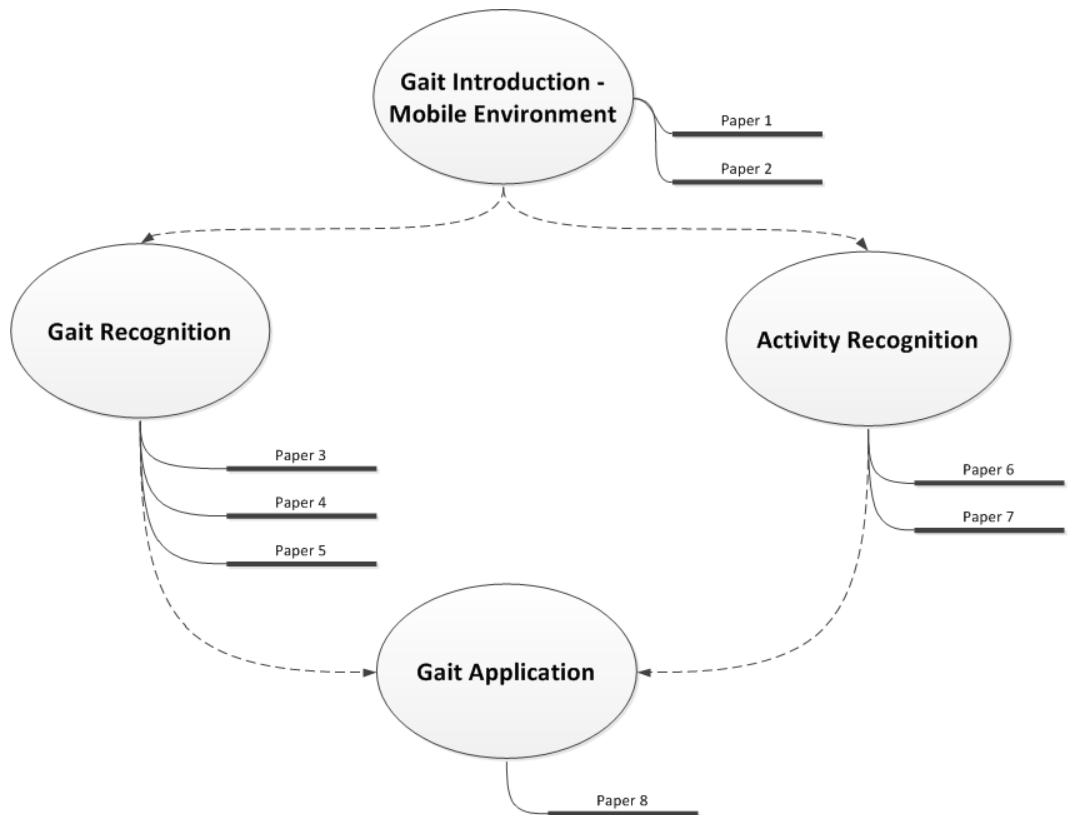 Gait Introduction -
Mobile Environment
Paper 1
Paper 2
Gait Recognition
Activity Recognition
Paper 3
Paper 4
Paper 5
Paper 6
Paper 7
Gait Application
Paper 8